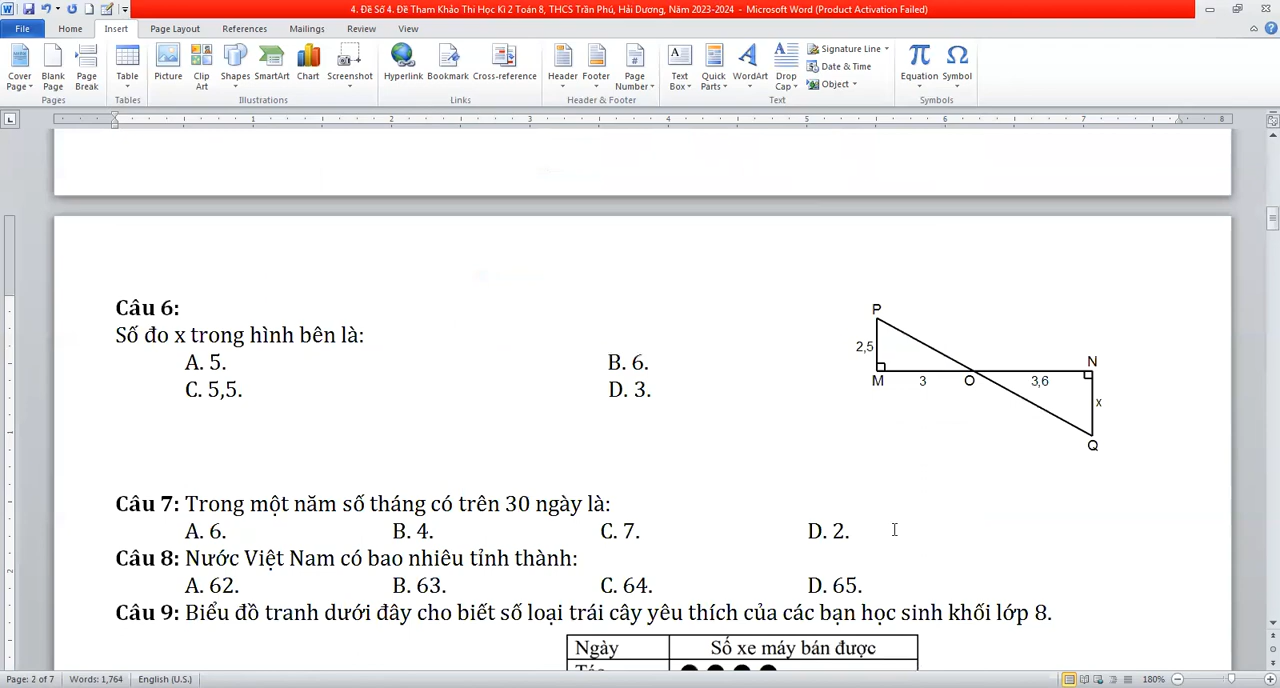 4. Đề Số 4. Đề Tham Khảo Thi Học Kì 2 Toán 8, THCS Trần Phú, Hải Dương, Năm 2023-2024 - Microsoft Word (Product Activation Failed)
File Home Insert Page Layout References Mailings Review View
Cover Page Blank Page Page Break Table Picture Clip Art Shapes SmartArt Chart Screenshot Hyperlink Bookmark Cross-reference Header Footer Page Number Text Box Quick Parts WordArt Drop Cap Signature Line Date & Time Object Equation Symbol
Pages Tables Illustrations Links Header & Footer Text Symbols
1 2 3 4 5 6 7 8
Câu 6:
Số đo x trong hình bên là:
A. 5. B. 6.
C. 5,5. D. 3.
P
2,5
M 3 O 3,6 N
x
Q
Câu 7: Trong một năm số tháng có trên 30 ngày là:
A. 6. B. 4. C. 7. D. 2.
Câu 8: Nước Việt Nam có bao nhiêu tỉnh thành:
A. 62. B. 63. C. 64. D. 65.
Câu 9: Biểu đồ tranh dưới đây cho biết số loại trái cây yêu thích của các bạn học sinh khối lớp 8.
Ngày Số xe máy bán được
Page: 2 of 7 Words: 1,764 English (U.S.) 180%